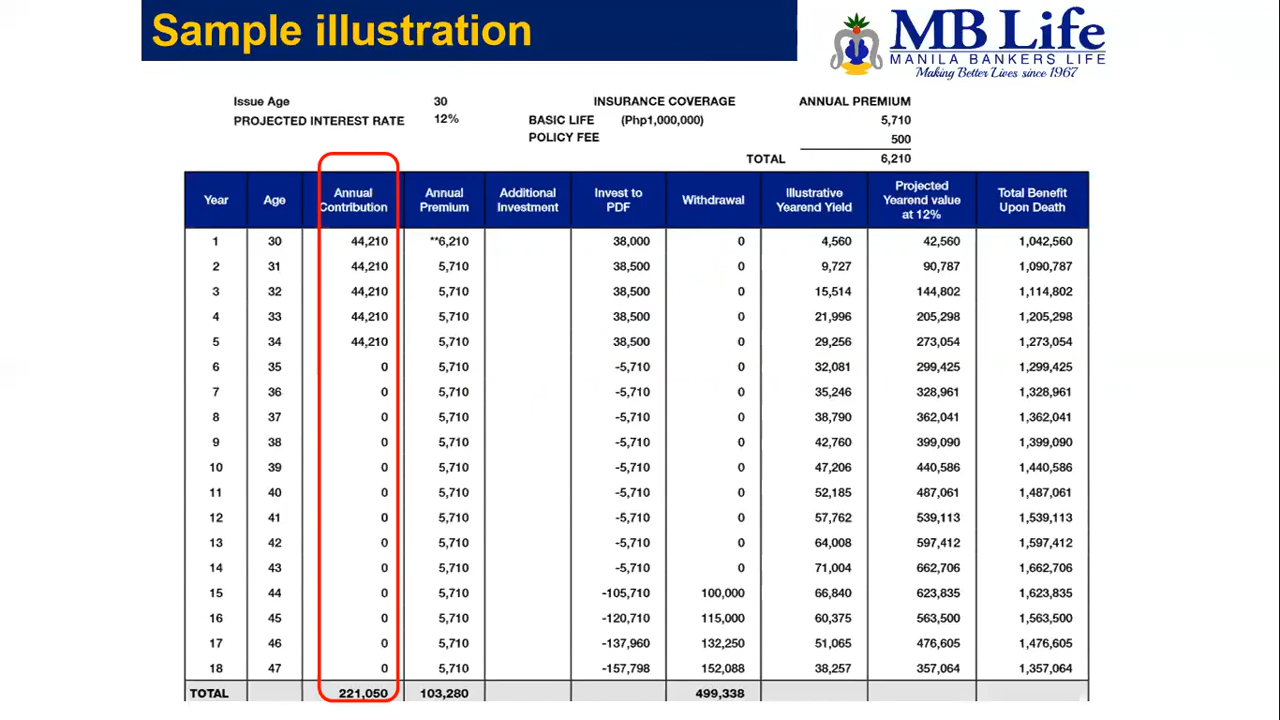 Sample illustration
MB Life
MANILA BANKERS LIFE
Making Better Lives since 1967
Issue Age 30 INSURANCE COVERAGE ANNUAL PREMIUM
PROJECTED INTEREST RATE 12% BASIC LIFE (Php1,000,000) 5,710
POLICY FEE 500
TOTAL 6,210
Year Age Annual Contribution Annual Premium Additional Investment Invest to PDF Withdrawal Illustrative Yearend Yield Projected Yearend value at 12% Total Benefit Upon Death
1 30 44,210 **6,210 38,000 0 4,560 42,560 1,042,560
2 31 44,210 5,710 38,500 0 9,727 90,787 1,090,787
3 32 44,210 5,710 38,500 0 15,514 144,802 1,114,802
4 33 44,210 5,710 38,500 0 21,996 205,298 1,205,298
5 34 44,210 5,710 38,500 0 29,256 273,054 1,273,054
6 35 0 5,710 -5,710 0 32,081 299,425 1,299,425
7 36 0 5,710 -5,710 0 35,246 328,961 1,328,961
8 37 0 5,710 -5,710 0 38,790 362,041 1,362,041
9 38 0 5,710 -5,710 0 42,760 399,090 1,399,090
10 39 0 5,710 -5,710 0 47,206 440,586 1,440,586
11 40 0 5,710 -5,710 0 52,185 487,061 1,487,061
12 41 0 5,710 -5,710 0 57,762 539,113 1,539,113
13 42 0 5,710 -5,710 0 64,008 597,412 1,597,412
14 43 0 5,710 -5,710 0 71,004 662,706 1,662,706
15 44 0 5,710 -105,710 100,000 66,840 623,835 1,623,835
16 45 0 5,710 -120,710 115,000 60,375 563,500 1,563,500
17 46 0 5,710 -137,960 132,250 51,065 476,605 1,476,605
18 47 0 5,710 -157,798 152,088 38,257 357,064 1,357,064
TOTAL 221,050 103,280 499,338